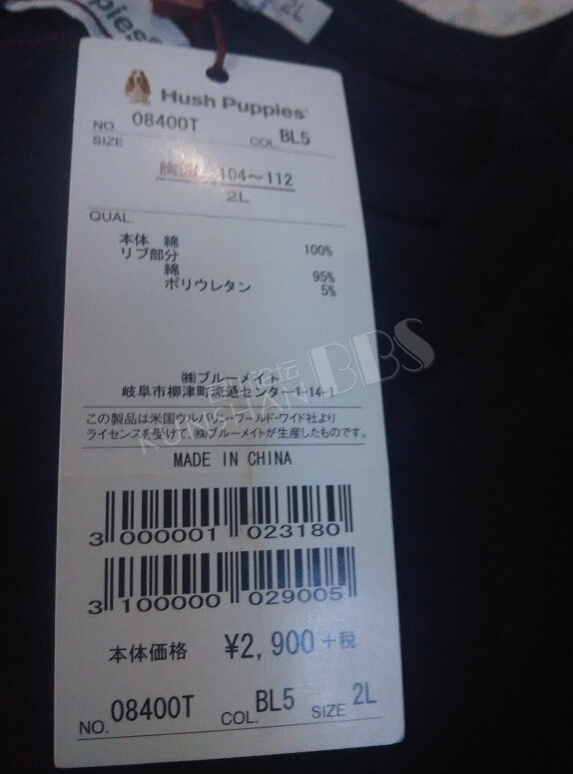 2L
Hush Puppies
NO. 08400T COL. BL5
SIZE
104～112
2L
QUAL.
本体 綿 100%
リブ部分
綿 95%
ポリウレタン 5%
㈱ブルーメイト
岐阜市柳津町流通センター1-14-1
この製品は米国ウルバリン・ワールド・ワイド社より
ライセンスを受けて、㈱ブルーメイトが生産したものです。
MADE IN CHINA
3 000001 023180
3 100000 029005
本体価格 ¥2,900+税
NO. 08400T COL. BL5 SIZE 2L
KUNSHAN BBS